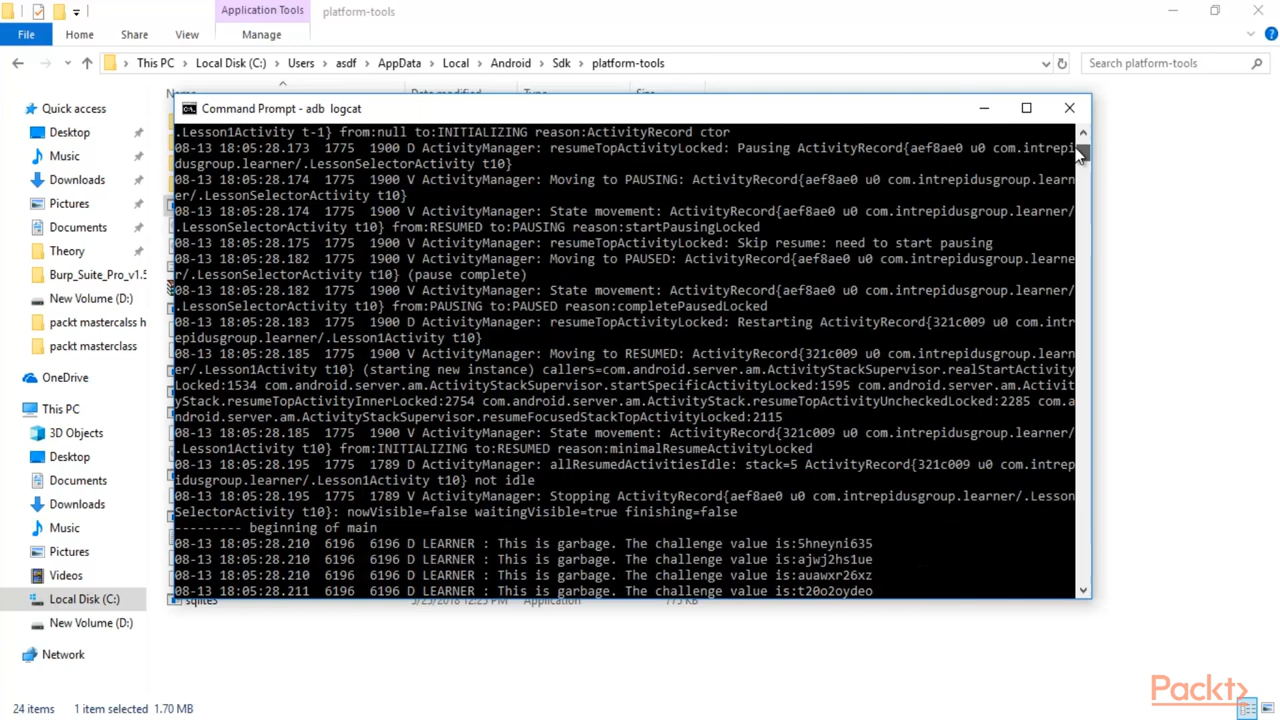 Application Tools
platform-tools
File
Home
Share
View
Manage
This PC
Local Disk (C:)
Users
asdf
AppData
Local
Android
Sdk
platform-tools
Search platform-tools
Quick access
Desktop
Music
Downloads
Pictures
Documents
Theory
Burp_Suite_Pro_v1.5
New Volume (D:)
packt mastercalss h
packt masterclass
OneDrive
This PC
3D Objects
Desktop
Documents
Downloads
Music
Pictures
Videos
Local Disk (C:)
New Volume (D:)
Network
Command Prompt - adb logcat
.Lesson1Activity t-1} from:null to:INITIALIZING reason:ActivityRecord ctor
08-13 18:05:28.173  1775  1900 D ActivityManager: resumeTopActivityLocked: Pausing ActivityRecord{aef8ae0 u0 com.intrepi
dusgroup.learner/.LessonSelectorActivity t10}
08-13 18:05:28.174  1775  1900 V ActivityManager: Moving to PAUSING: ActivityRecord{aef8ae0 u0 com.intrepidusgroup.learn
er/.LessonSelectorActivity t10}
08-13 18:05:28.174  1775  1900 V ActivityManager: State movement: ActivityRecord{aef8ae0 u0 com.intrepidusgroup.learner/
.LessonSelectorActivity t10} from:RESUMED to:PAUSING reason:startPausingLocked
08-13 18:05:28.175  1775  1900 V ActivityManager: resumeTopActivityLocked: Skip resume: need to start pausing
08-13 18:05:28.182  1775  1900 V ActivityManager: Moving to PAUSED: ActivityRecord{aef8ae0 u0 com.intrepidusgroup.learne
r/.LessonSelectorActivity t10} (pause complete)
08-13 18:05:28.182  1775  1900 V ActivityManager: State movement: ActivityRecord{aef8ae0 u0 com.intrepidusgroup.learner/
.LessonSelectorActivity t10} from:PAUSING to:PAUSED reason:completePausedLocked
08-13 18:05:28.183  1775  1900 D ActivityManager: resumeTopActivityLocked: Restarting ActivityRecord{321c009 u0 com.intr
epidusgroup.learner/.Lesson1Activity t10}
08-13 18:05:28.185  1775  1900 V ActivityManager: Moving to RESUMED: ActivityRecord{321c009 u0 com.intrepidusgroup.learn
er/.Lesson1Activity t10} (starting new instance) callers=com.android.server.am.ActivityStackSupervisor.realStartActivity
Locked:1534 com.android.server.am.ActivityStackSupervisor.startSpecificActivityLocked:1595 com.android.server.am.Activit
yStack.resumeTopActivityInnerLocked:2754 com.android.server.am.ActivityStack.resumeTopActivityUncheckedLocked:2285 com.a
ndroid.server.am.ActivityStackSupervisor.resumeFocusedStackTopActivityLocked:2115
08-13 18:05:28.185  1775  1900 V ActivityManager: State movement: ActivityRecord{321c009 u0 com.intrepidusgroup.learner/
.Lesson1Activity t10} from:INITIALIZING to:RESUMED reason:minimalResumeActivityLocked
08-13 18:05:28.195  1775  1789 D ActivityManager: allResumedActivitiesIdle: stack=5 ActivityRecord{321c009 u0 com.intrep
idusgroup.learner/.Lesson1Activity t10} not idle
08-13 18:05:28.195  1775  1789 V ActivityManager: Stopping ActivityRecord{aef8ae0 u0 com.intrepidusgroup.learner/.Lesson
SelectorActivity t10}: nowVisible=false waitingVisible=true finishing=false
--------- beginning of main
08-13 18:05:28.210  6196  6196 D LEARNER : This is garbage. The challenge value is:5hneyni635
08-13 18:05:28.210  6196  6196 D LEARNER : This is garbage. The challenge value is:ajwj2hs1ue
08-13 18:05:28.210  6196  6196 D LEARNER : This is garbage. The challenge value is:auawxr26xz
08-13 18:05:28.211  6196  6196 D LEARNER : This is garbage. The challenge value is:t20o2oydeo
24 items
1 item selected 1.70 MB
Packt